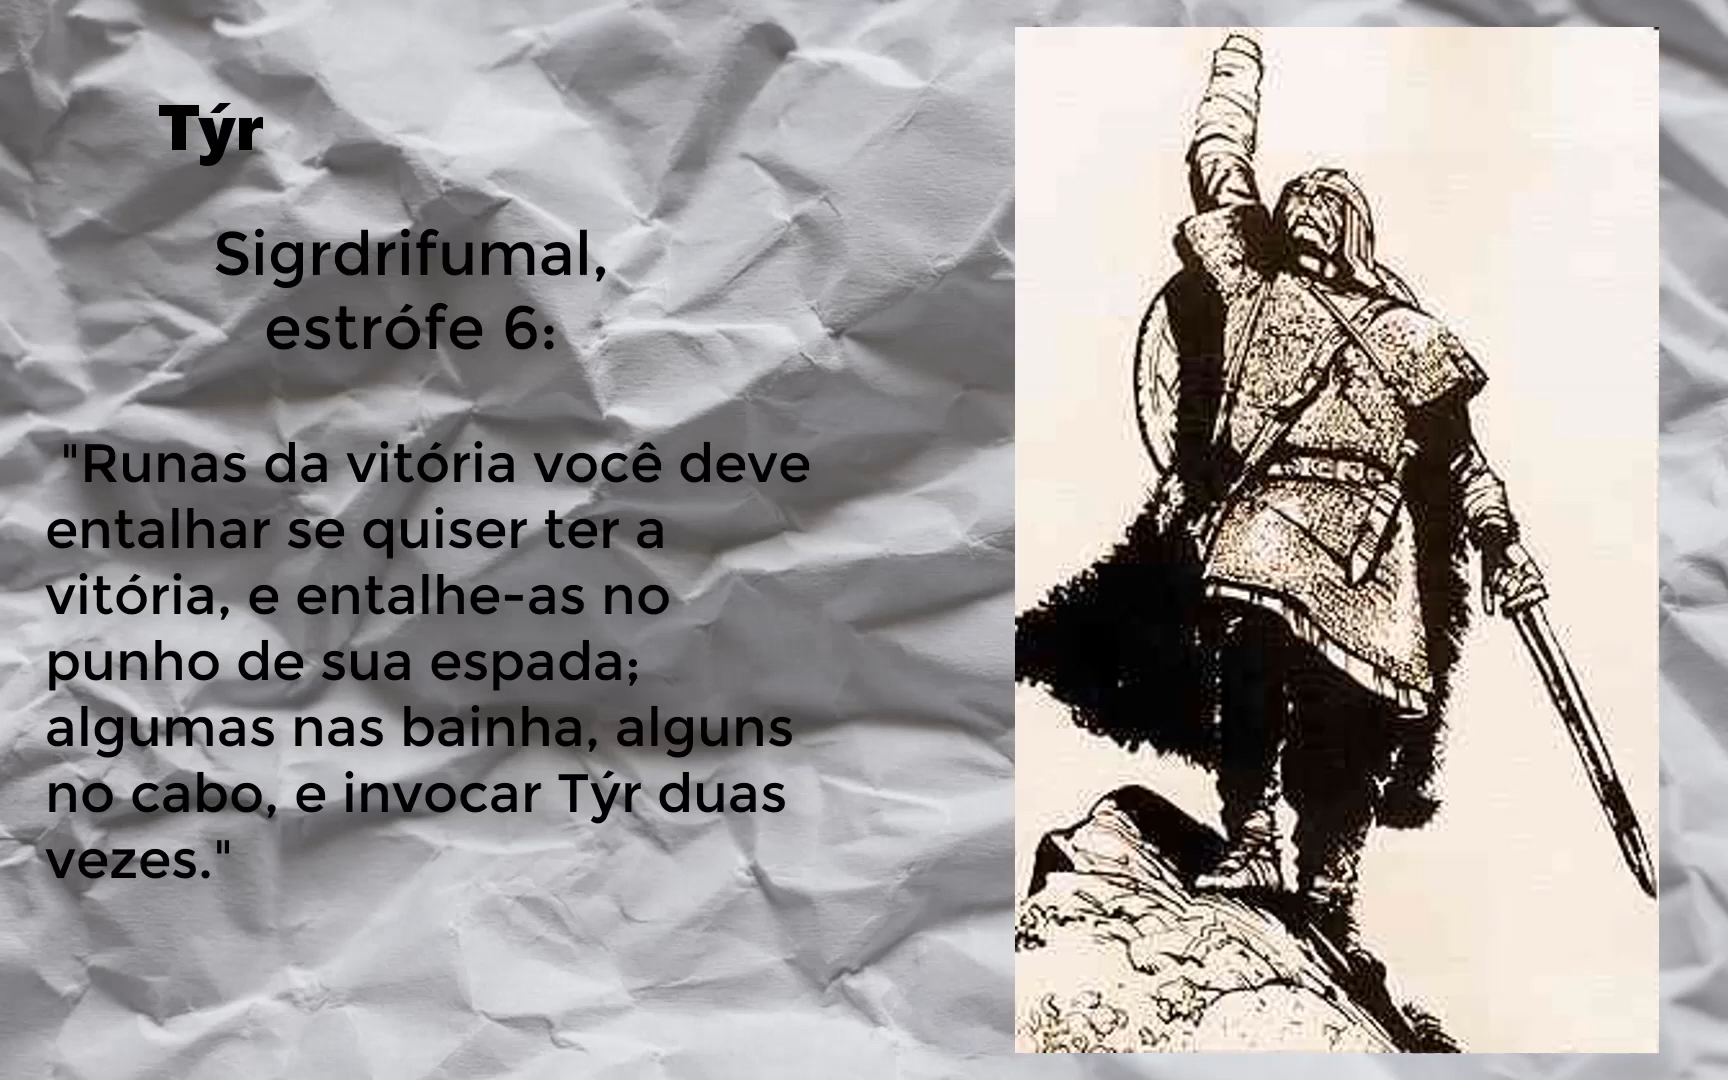 Týr
Sigrdrifumal,
estrófe 6:
"Runas da vitória você deve
entalhar se quiser ter a
vitória, e entalhe-as no
punho de sua espada;
algumas nas bainha, alguns
no cabo, e invocar Týr duas
vezes."